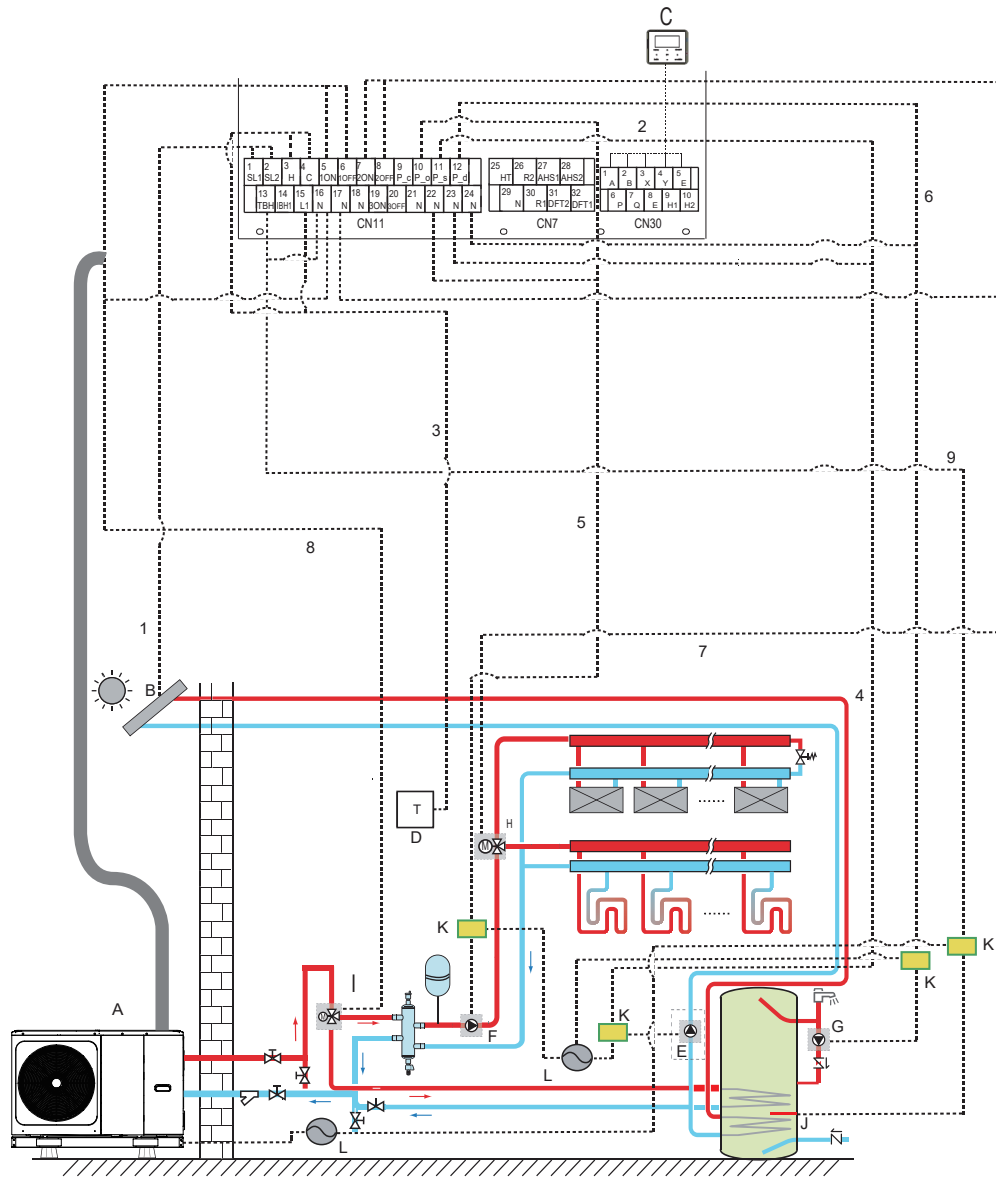 C
2
1 2 3 4 5 6 7 8 9 10 11 12
SL1 SL2 H C 1ON 1OFF 2ON 2OFF P_c P_o P_s P_d
13 14 15 16 17 18 19 20 21 22 23 24
TBH IBH1 L1 N N N 3ON 3OFF N N N N
CN11
25 26 27 28
HT R2 AHS1 AHS2
29 30 31 32
N R1 DFT2 DFT1
CN7
1 2 3 4 5
A B X Y E
6 7 8 9 10
P Q E H1 H2
CN30
6
3
9
5
8
1
7
B
4
T
D
H
M
K
K
K
I
M
A
F
K
G
E
L
J
L